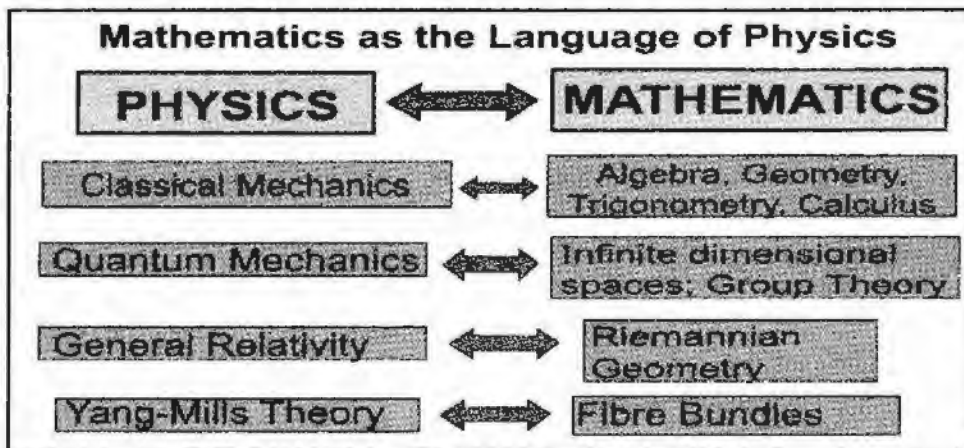 Mathematics as the Language of Physics
PHYSICS
MATHEMATICS
Classical Mechanics
Algebra, Geometry,
Trigonometry, Calculus
Quantum Mechanics
Infinite dimensional
spaces; Group Theory
General Relativity
Riemannian
Geometry
Yang-Mills Theory
Fibre Bundles